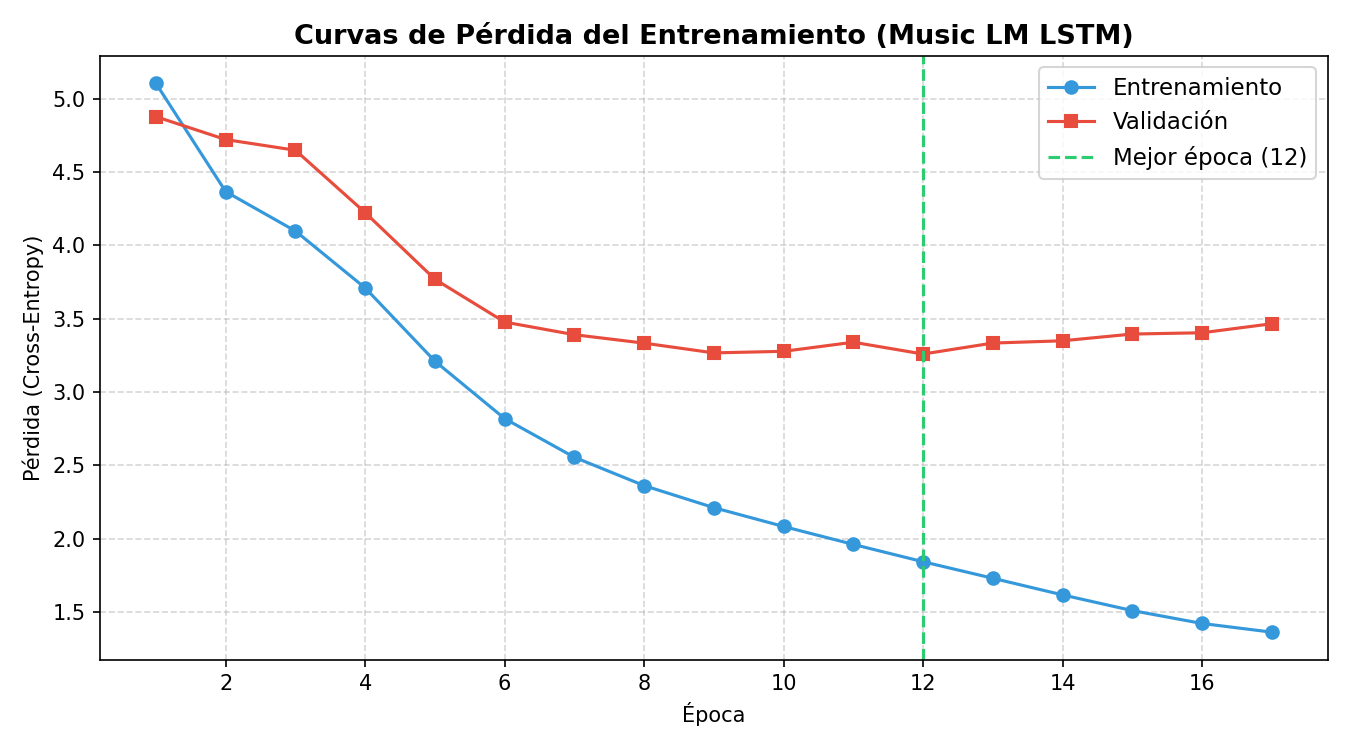 Curvas de Pérdida del Entrenamiento (Music LM LSTM)
Entrenamiento
Validación
Mejor época (12)
Pérdida (Cross-Entropy)
5.0
4.5
4.0
3.5
3.0
2.5
2.0
1.5
2 4 6 8 10 12 14 16
Época